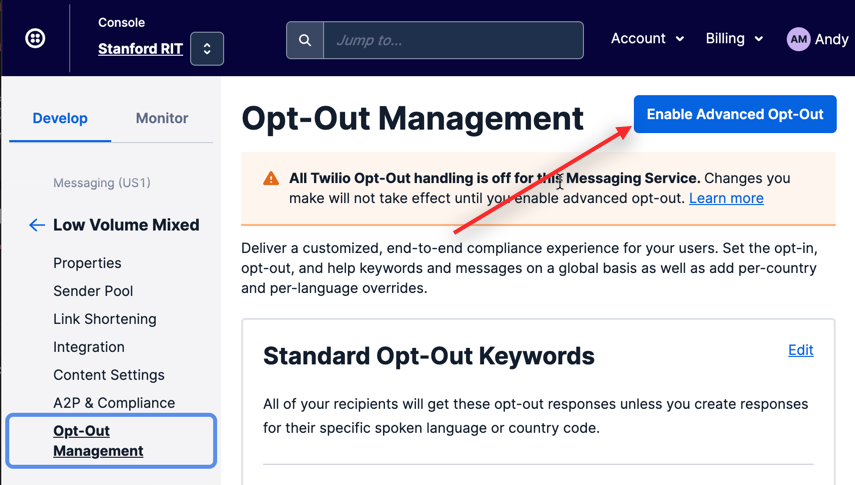 Console
Stanford RIT
Jump to...
Account
Billing
AM
Andy
Develop
Monitor
Messaging (US1)
Low Volume Mixed
Properties
Sender Pool
Link Shortening
Integration
Content Settings
A2P & Compliance
Opt-Out
Management
Opt-Out Management
Enable Advanced Opt-Out
All Twilio Opt-Out handling is off for this Messaging Service. Changes you
make will not take effect until you enable advanced opt-out. Learn more
Deliver a customized, end-to-end compliance experience for your users. Set the opt-in,
opt-out, and help keywords and messages on a global basis as well as add per-country
and per-language overrides.
Standard Opt-Out Keywords
Edit
All of your recipients will get these opt-out responses unless you create responses
for their specific spoken language or country code.